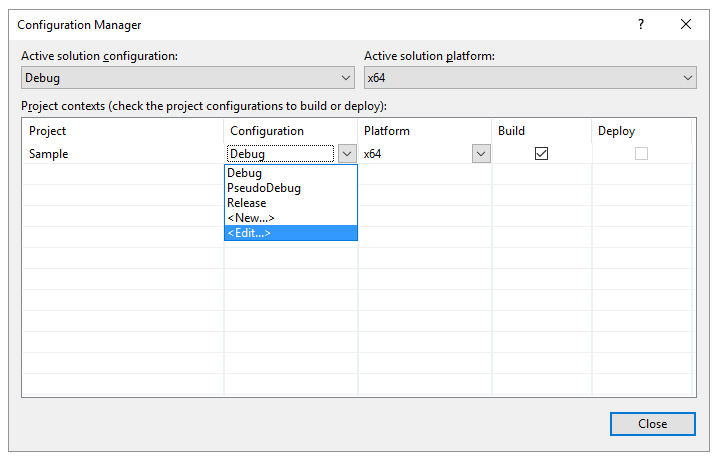 Configuration Manager
?
Active solution configuration: Active solution platform:
Debug x64
Project contexts (check the project configurations to build or deploy):
Project Configuration Platform Build Deploy
Sample Debug x64
Debug
PseudoDebug
Release
<New...>
<Edit...>
Close